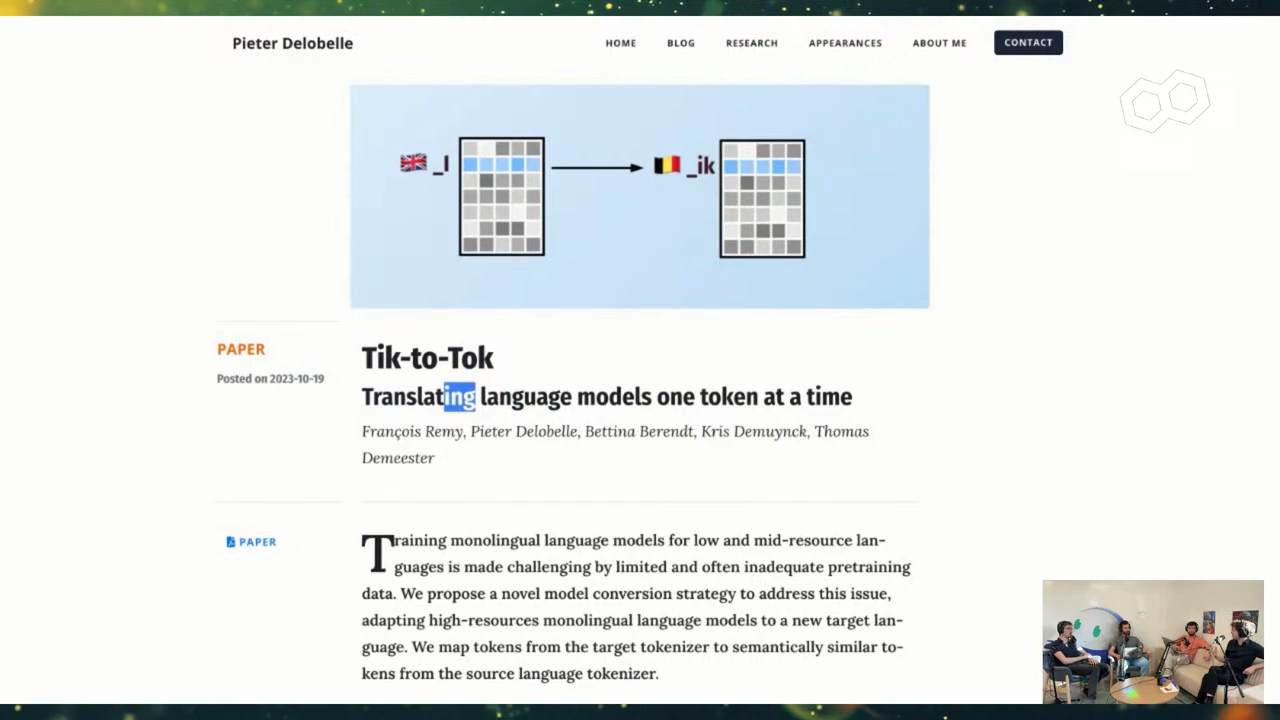 Pieter Delobelle
HOME BLOG RESEARCH APPEARANCES ABOUT ME CONTACT
_I
_ik
PAPER
Posted on 2023-10-19
Tik-to-Tok
Translating language models one token at a time
François Remy, Pieter Delobelle, Bettina Berendt, Kris Demuynck, Thomas
Demeester
PAPER
Training monolingual language models for low and mid-resource lan-
guages is made challenging by limited and often inadequate pretraining
data. We propose a novel model conversion strategy to address this issue,
adapting high-resources monolingual language models to a new target lan-
guage. We map tokens from the target tokenizer to semantically similar to-
kens from the source language tokenizer.